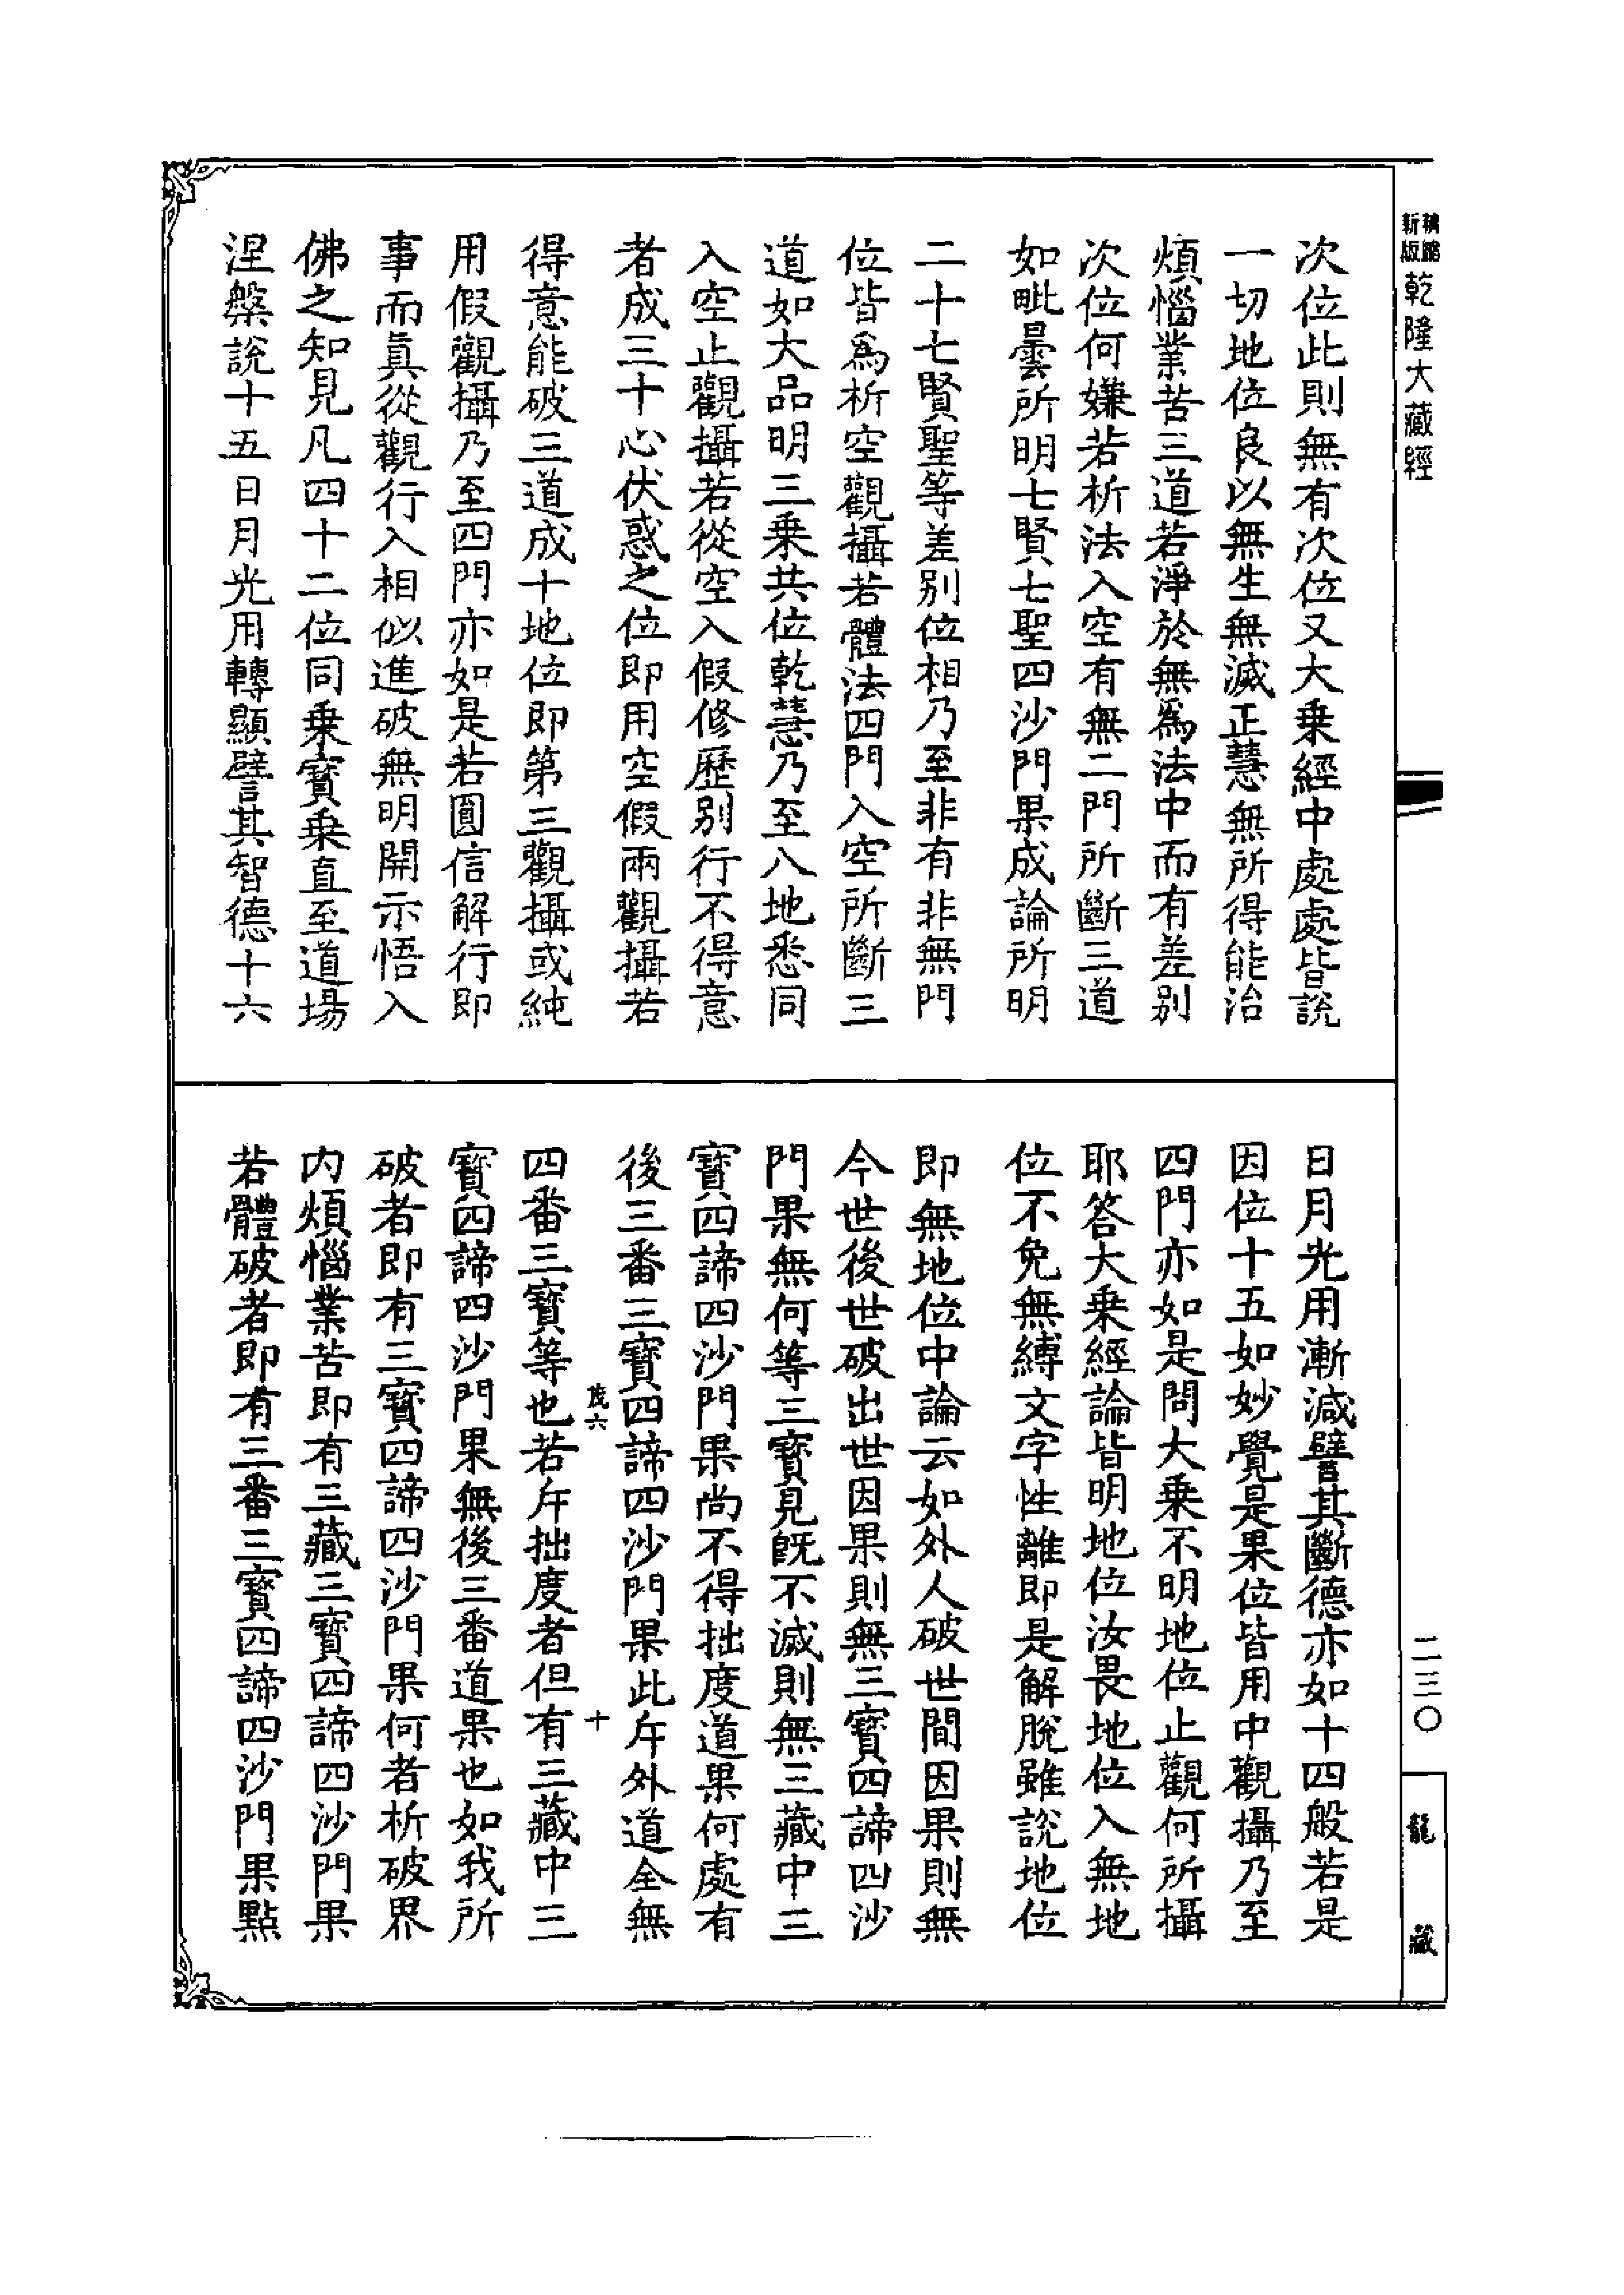 新版
精縮
乾隆大藏經
次位此則無有次位又大乗經中處處皆說
一切地位良以無生無滅正慧無所得能治
煩惱業苦三道若淨於無為法中而有差別
次位何嫌若析法入空有無二門所斷三道
如毗曇所明七賢七聖四沙門果成論所明
二十七賢聖等差別位相乃至非有非無門
位皆為析空觀攝若體法四門入空所斷三
道如大品明三乗共位乾慧乃至八地悉同
入空止觀攝若從空入假修歷別行不得意
者成三十心伏惑之位即用空假兩觀攝若
得意能破三道成十地位即第三觀攝或純
用假觀攝乃至四門亦如是若圓信解行即
事而眞從觀行入相似進破無明開示悟入
佛之知見凡四十二位同乗寶乗直至道場
涅槃說十五日月光用轉顯譬其智德十六
日月光用漸減譬其斷德亦如十四般若是
因位十五如妙覺是果位皆用中觀攝乃至
四門亦如是問大乗不明地位止觀何所攝
耶答大乗經論皆明地位汝畏地位入無地
位不免無縛文字性離即是解脫雖說地位
即無地位中論云如外人破世間因果則無
今世後世破出世因果則無三寶四諦四沙
門果無何等三寶見旣不滅則無三藏中三
寶四諦四沙門果尚不得拙度道果何處有
後三番三寶四諦四沙門果此斥外道全無
茂六
十
四番三寶等也若斥拙度者但有三藏中三
寶四諦四沙門果無後三番道果也如我所
破者即有三寶四諦四沙門果何者析破界
内煩惱業苦即有三藏三寶四諦四沙門果
若體破者即有三番三寶四諦四沙門果點
二三〇
龍藏